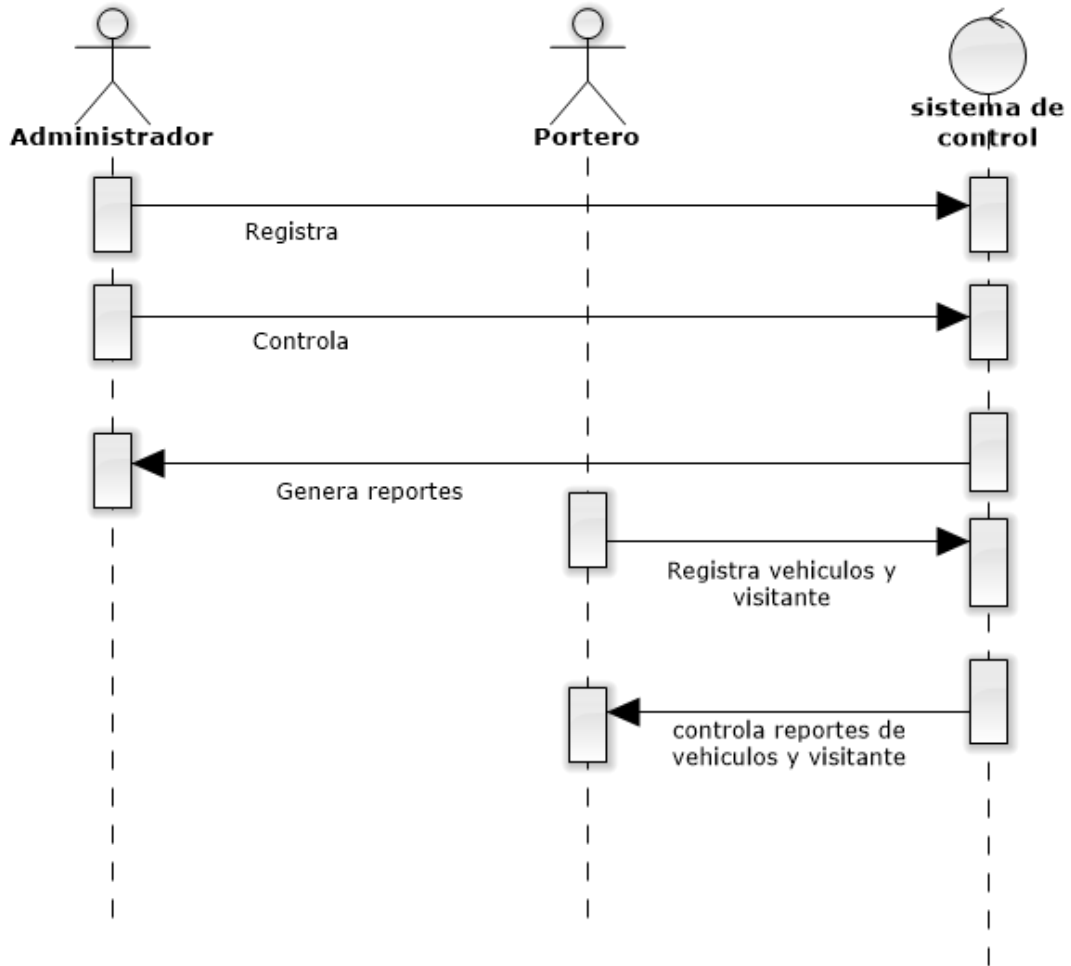 Administrador
Portero
sistema de
control
Registra
Controla
Genera reportes
Registra vehiculos y
visitante
controla reportes de
vehiculos y visitante